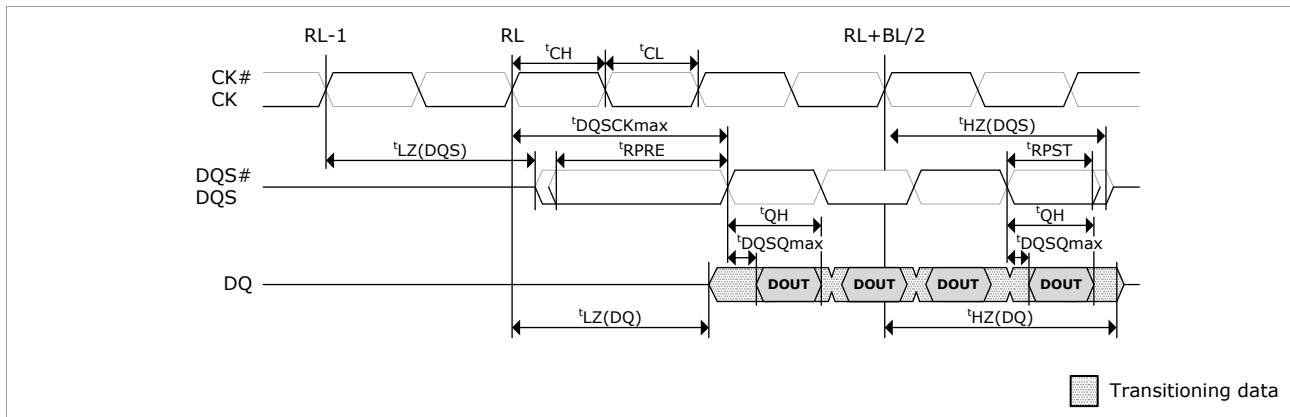 RL-1 RL RL+BL/2
tCH tCL
CK#
CK
tDQSCKmax tHZ(DQS)
tLZ(DQS) tRPRE tRPST
DQS#
DQS
tQH tQH
tDQSQmax tDQSQmax
DQ DOUT DOUT DOUT DOUT
tLZ(DQ) tHZ(DQ)
Transitioning data